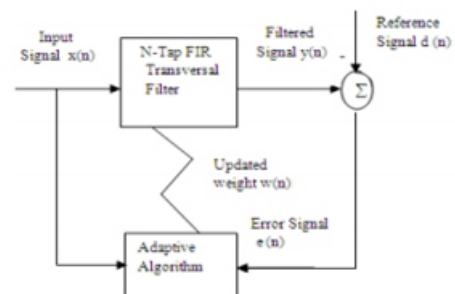 Input
Signal x(n)
N-Tap FIR
Transversal
Filter
Filtered
Signal y(n)
-
Reference
Signal d (n)
Σ
Updated
weight w(n)
Error Signal
e (n)
Adaptive
Algorithm